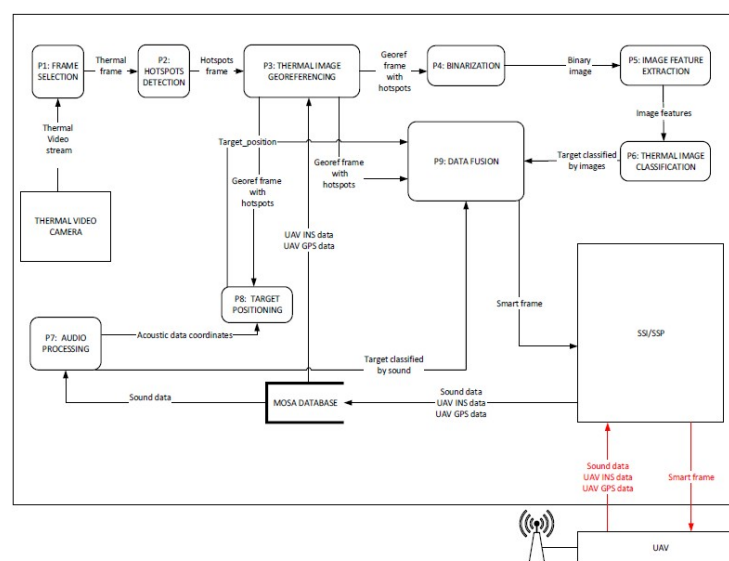 P1: FRAME
SELECTION
Thermal
frame
P2:
HOTSPOTS
DETECTION
Hotspots
frame
P3: THERMAL IMAGE
GEOREFERENCING
Georef
frame
with
hotspots
P4: BINARIZATION
Binary
image
P5: IMAGE FEATURE
EXTRACTION
Thermal
Video
stream
Target_position
Georef frame
with
hotspots
Georef frame
with
hotspots
P9: DATA FUSION
Image features
Target classified
by images
P6: THERMAL IMAGE
CLASSIFICATION
THERMAL VIDEO
CAMERA
UAV INS data
UAV GPS data
P8: TARGET
POSITIONING
Smart frame
SSI/SSP
P7: AUDIO
PROCESSING
Acoustic data coordinates
Target classified
by sound
Sound data
MOSA DATABASE
Sound data
UAV INS data
UAV GPS data
Sound data
UAV INS data
UAV GPS data
Smart frame
UAV